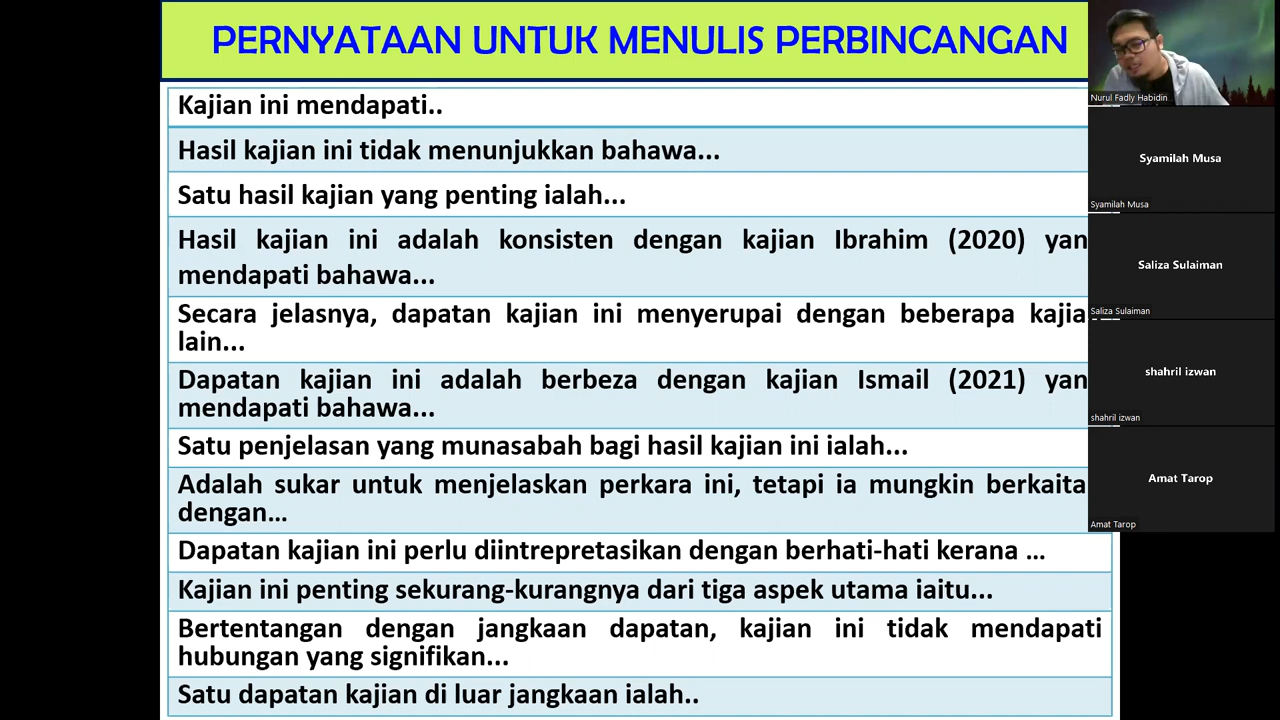 PERNYATAAN UNTUK MENULIS PERBINCANGAN
Kajian ini mendapati..
Hasil kajian ini tidak menunjukkan bahawa...
Satu hasil kajian yang penting ialah...
Hasil kajian ini adalah konsisten dengan kajian Ibrahim (2020) yan
mendapati bahawa...
Secara jelasnya, dapatan kajian ini menyerupai dengan beberapa kajia
lain...
Dapatan kajian ini adalah berbeza dengan kajian Ismail (2021) yan
mendapati bahawa...
Satu penjelasan yang munasabah bagi hasil kajian ini ialah...
Adalah sukar untuk menjelaskan perkara ini, tetapi ia mungkin berkaita
dengan...
Dapatan kajian ini perlu diintrepretasikan dengan berhati-hati kerana ...
Kajian ini penting sekurang-kurangnya dari tiga aspek utama iaitu...
Bertentangan dengan jangkaan dapatan, kajian ini tidak mendapati
hubungan yang signifikan...
Satu dapatan kajian di luar jangkaan ialah..
Nurul Fadly Habidin
Syamilah Musa
Syamilah Musa
Saliza Sulaiman
Saliza Sulaiman
shahril izwan
shahril izwan
Amat Tarop
Amat Tarop